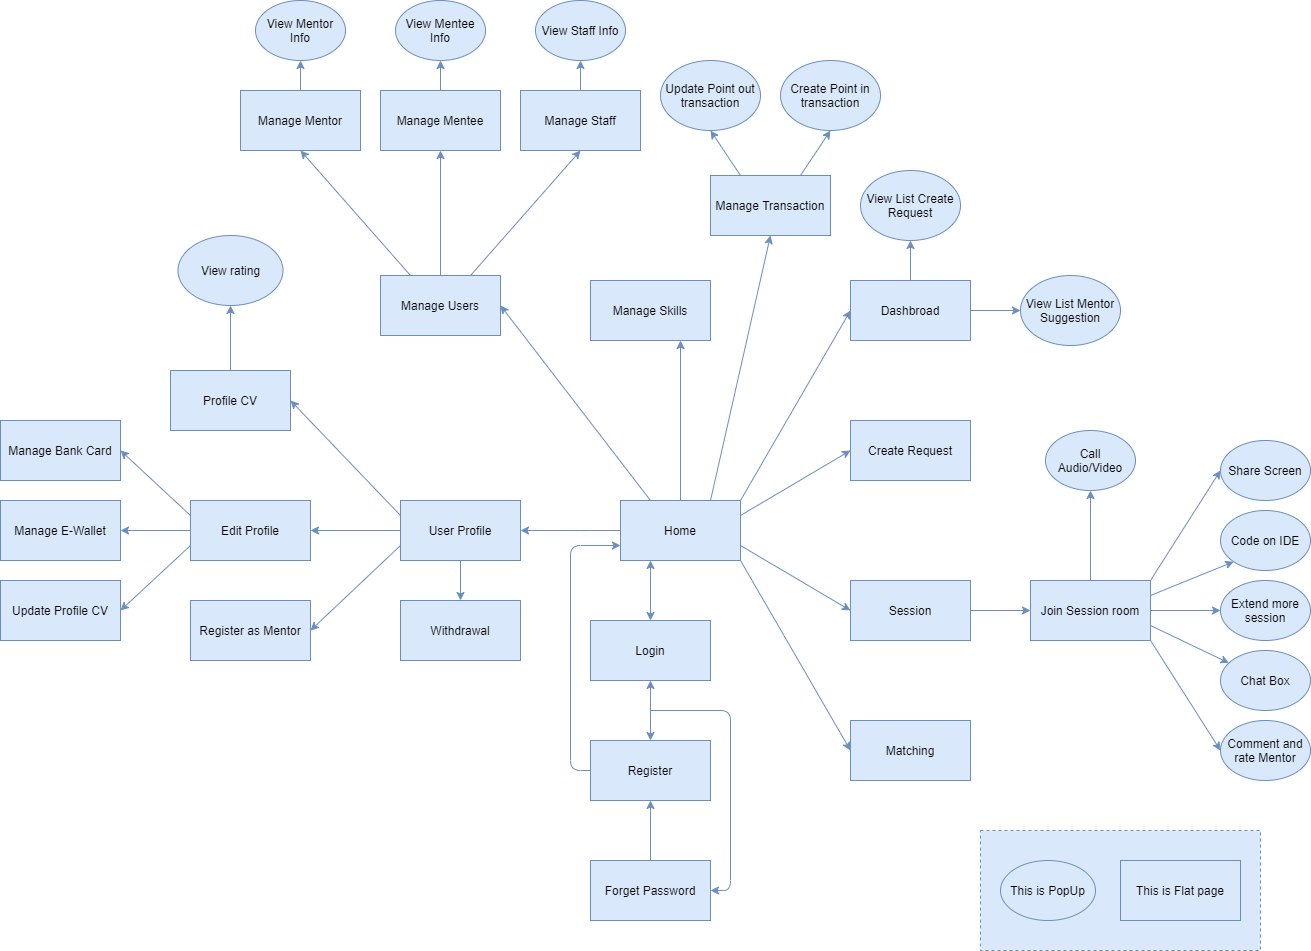 View Mentor
Info
View Mentee
Info
View Staff Info
Manage Mentor
Manage Mentee
Manage Staff
Update Point out
transaction
Create Point in
transaction
Manage Transaction
View List Create
Request
View rating
Manage Users
Manage Skills
Dashbroad
View List Mentor
Suggestion
Profile CV
Manage Bank Card
Create Request
Call
Audio/Video
Share Screen
Manage E-Wallet
Edit Profile
User Profile
Home
Code on IDE
Update Profile CV
Register as Mentor
Withdrawal
Login
Session
Join Session room
Extend more
session
Chat Box
Register
Matching
Comment and
rate Mentor
Forget Password
This is PopUp
This is Flat page